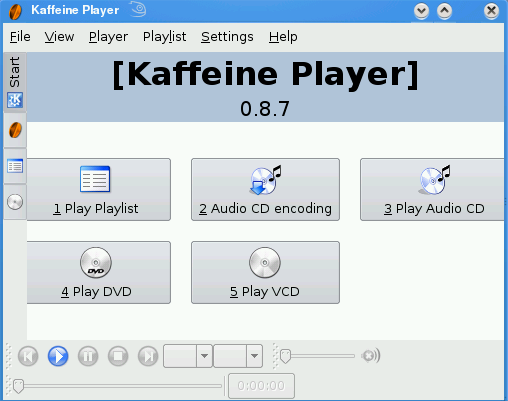 Kaffeine Player
File View Player Playlist Settings Help
Start
[Kaffeine Player]
0.8.7
1 Play Playlist
2 Audio CD encoding
3 Play Audio CD
DVD
4 Play DVD
5 Play VCD
0:00:00